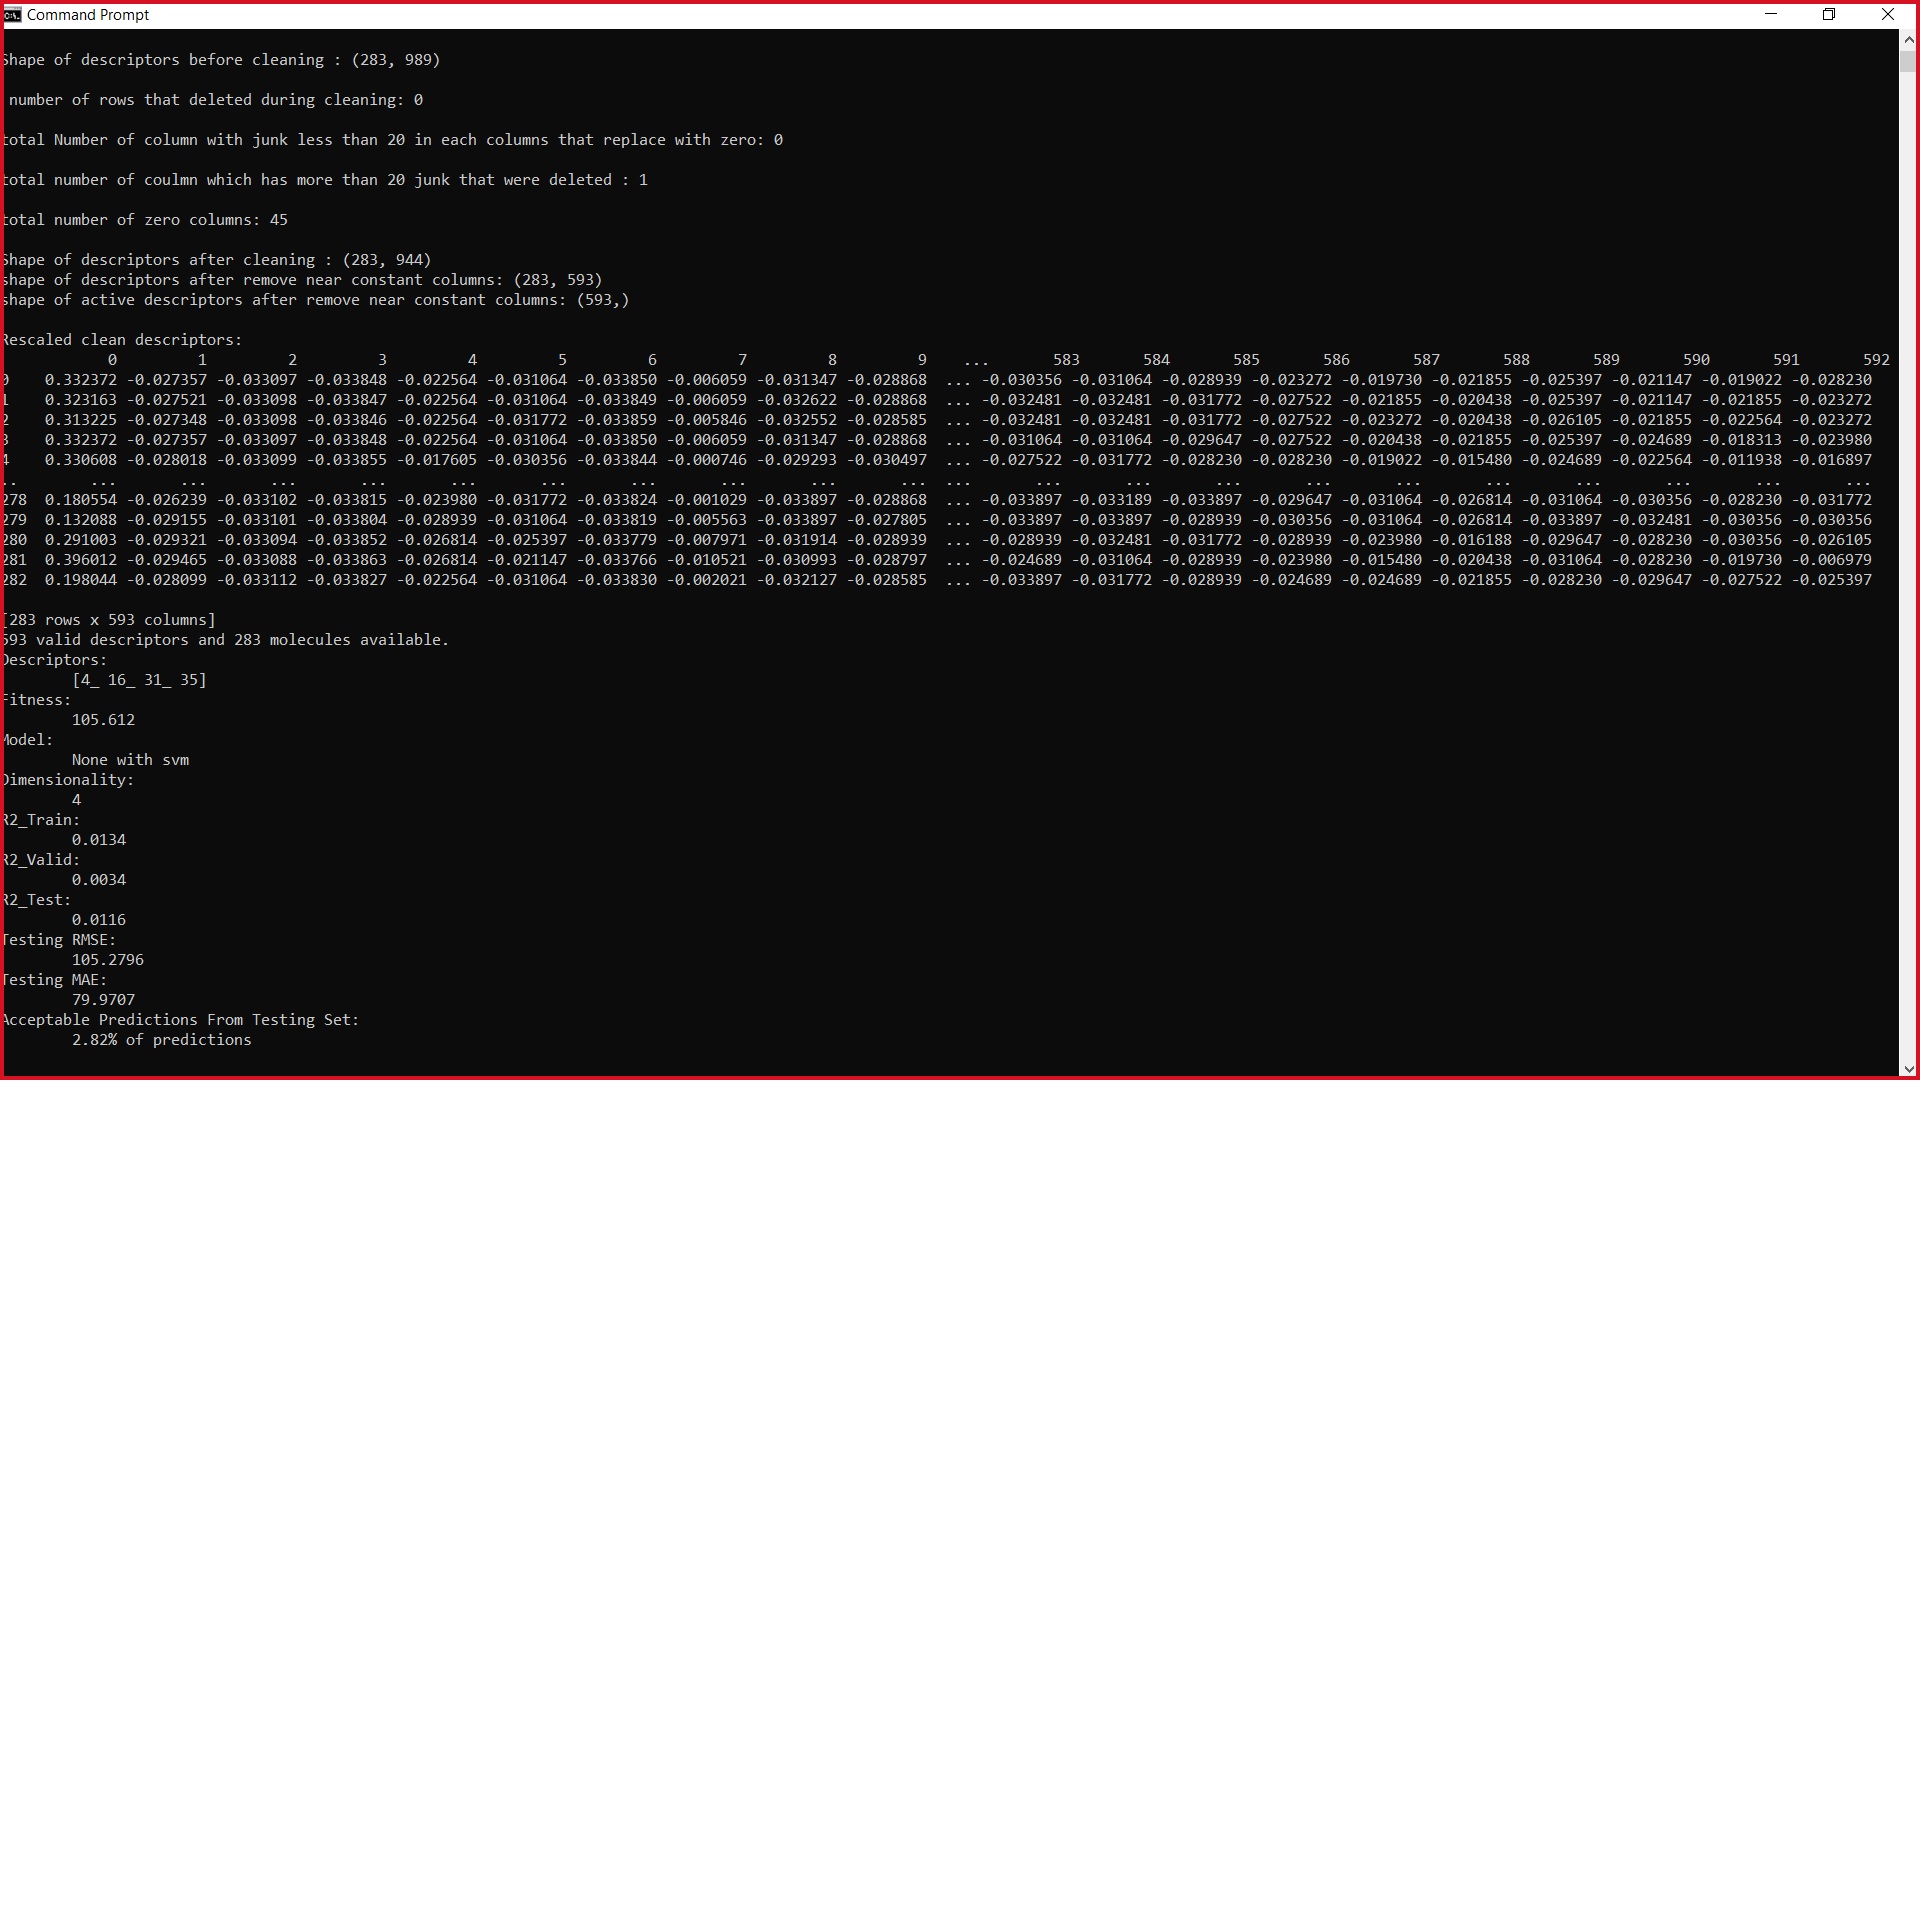 Command Prompt
Shape of descriptors before cleaning : (283, 989)
number of rows that deleted during cleaning: 0
total Number of column with junk less than 20 in each columns that replace with zero: 0
total number of coulmn which has more than 20 junk that were deleted : 1
total number of zero columns: 45
Shape of descriptors after cleaning : (283, 944)
shape of descriptors after remove near constant columns: (283, 593)
shape of active descriptors after remove near constant columns: (593,)
Rescaled clean descriptors:
0 1 2 3 4 5 6 7 8 9 ... 583 584 585 586 587 588 589 590 591 592
0 0.332372 -0.027357 -0.033097 -0.033848 -0.022564 -0.031064 -0.033850 -0.006059 -0.031347 -0.028868 ... -0.030356 -0.031064 -0.028939 -0.023272 -0.019730 -0.021855 -0.025397 -0.021147 -0.019022 -0.028230
1 0.323163 -0.027521 -0.033098 -0.033847 -0.022564 -0.031064 -0.033849 -0.006059 -0.032622 -0.028868 ... -0.032481 -0.032481 -0.031772 -0.027522 -0.021855 -0.020438 -0.025397 -0.021147 -0.021855 -0.023272
2 0.313225 -0.027348 -0.033098 -0.033846 -0.022564 -0.031772 -0.033859 -0.005846 -0.032552 -0.028585 ... -0.032481 -0.032481 -0.031772 -0.027522 -0.023272 -0.020438 -0.026105 -0.021855 -0.022564 -0.023272
3 0.332372 -0.027357 -0.033097 -0.033848 -0.022564 -0.031064 -0.033850 -0.006059 -0.031347 -0.028868 ... -0.031064 -0.031064 -0.029647 -0.027522 -0.020438 -0.021855 -0.025397 -0.024689 -0.018313 -0.023980
4 0.330608 -0.028018 -0.033099 -0.033855 -0.017605 -0.030356 -0.033844 -0.000746 -0.029293 -0.030497 ... -0.027522 -0.031772 -0.028230 -0.028230 -0.019022 -0.015480 -0.024689 -0.022564 -0.011938 -0.016897
.. ... ... ... ... ... ... ... ... ... ... ... ... ... ... ... ... ... ... ... ... ...
278 0.180554 -0.026239 -0.033102 -0.033815 -0.023980 -0.031772 -0.033824 -0.001029 -0.033897 -0.028868 ... -0.033897 -0.033189 -0.033897 -0.029647 -0.031064 -0.026814 -0.031064 -0.030356 -0.028230 -0.031772
279 0.132088 -0.029155 -0.033101 -0.033804 -0.028939 -0.031064 -0.033819 -0.005563 -0.033897 -0.027805 ... -0.033897 -0.033897 -0.028939 -0.030356 -0.031064 -0.026814 -0.033897 -0.032481 -0.030356 -0.030356
280 0.291003 -0.029321 -0.033094 -0.033852 -0.026814 -0.025397 -0.033779 -0.007971 -0.031914 -0.028939 ... -0.028939 -0.032481 -0.031772 -0.028939 -0.023980 -0.016188 -0.029647 -0.028230 -0.030356 -0.026105
281 0.396012 -0.029465 -0.033088 -0.033863 -0.026814 -0.021147 -0.033766 -0.010521 -0.030993 -0.028797 ... -0.024689 -0.031064 -0.028939 -0.023980 -0.015480 -0.020438 -0.031064 -0.028230 -0.019730 -0.006979
282 0.198044 -0.028099 -0.033112 -0.033827 -0.022564 -0.031064 -0.033830 -0.002021 -0.032127 -0.028585 ... -0.033897 -0.031772 -0.028939 -0.024689 -0.024689 -0.021855 -0.028230 -0.029647 -0.027522 -0.025397
[283 rows x 593 columns]
593 valid descriptors and 283 molecules available.
Descriptors:
[4_ 16_ 31_ 35]
Fitness:
105.612
Model:
None with svm
Dimensionality:
4
R2_Train:
0.0134
R2_Valid:
0.0034
R2_Test:
0.0116
Testing RMSE:
105.2796
Testing MAE:
79.9707
Acceptable Predictions From Testing Set:
2.82% of predictions